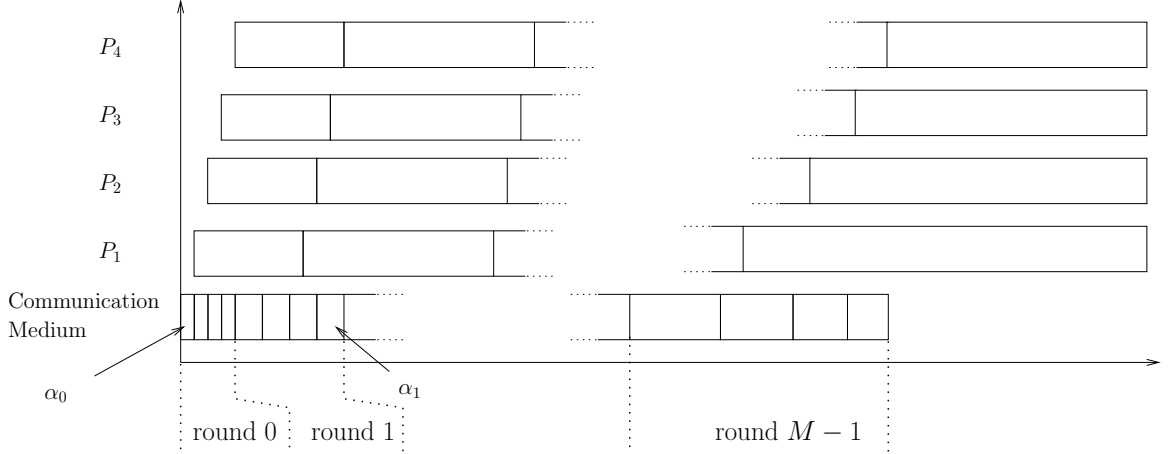 P₄
P₃
P₂
P₁
Communication
Medium
α₀
α₁
round 0
round 1
round M − 1